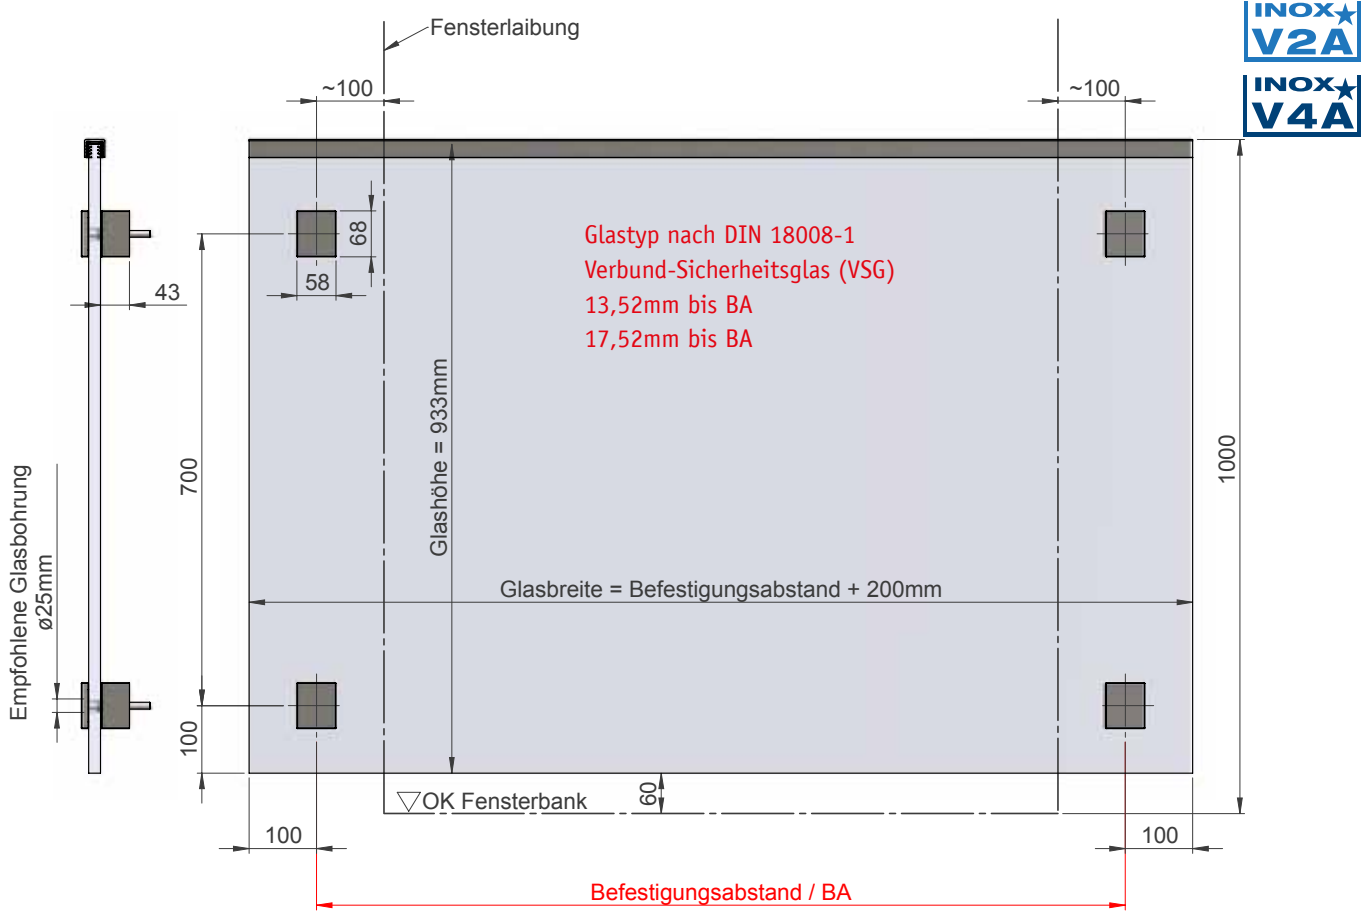 Fensterlaibung
INOX
V2A
INOX
V4A
~100
~100
68
58
43
Glastyp nach DIN 18008-1
Verbund-Sicherheitsglas (VSG)
13,52mm bis BA
17,52mm bis BA
Glashöhe = 933mm
700
1000
Empfohlene Glasbohrung
ø25mm
Glasbreite = Befestigungsabstand + 200mm
100
OK Fensterbank
60
100
100
Befestigungsabstand / BA